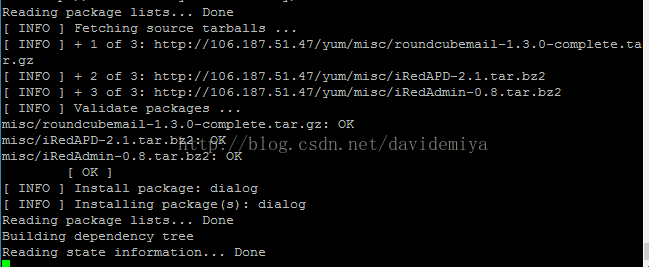 Reading package lists... Done
[ INFO ] Fetching source tarballs ...
[ INFO ] + 1 of 3: http://106.187.51.47/yum/misc/roundcubemail-1.3.0-complete.ta
r.gz
[ INFO ] + 2 of 3: http://106.187.51.47/yum/misc/iRedAPD-2.1.tar.bz2
[ INFO ] + 3 of 3: http://106.187.51.47/yum/misc/iRedAdmin-0.8.tar.bz2
[ INFO ] Validate packages ...
misc/roundcubemail-1.3.0-complete.tar.gz: OK
misc/iRedAPD-2.1.tar.bz2: OK
http://blog.csdn.net/davidemiya
misc/iRedAdmin-0.8.tar.bz2: OK
[ OK ]
[ INFO ] Install package: dialog
[ INFO ] Installing package(s): dialog
Reading package lists... Done
Building dependency tree
Reading state information... Done